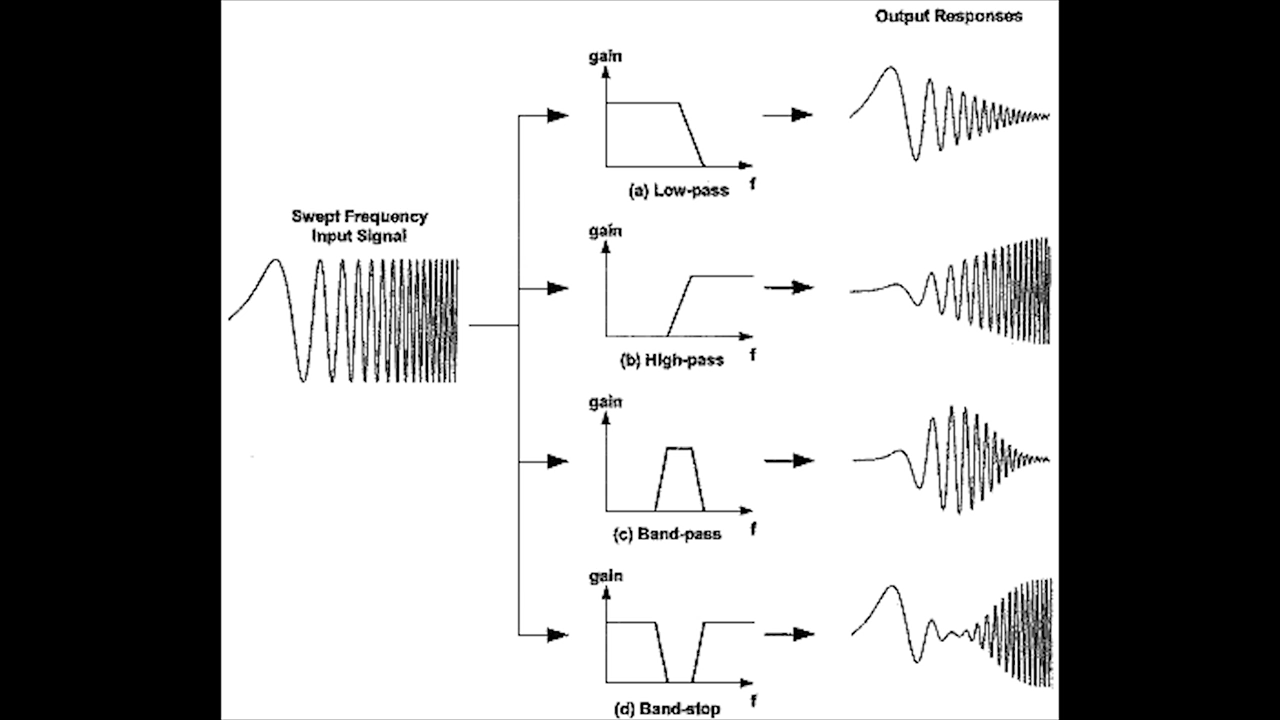 Output Responses
gain
(a) Low-pass
f
Swept Frequency
Input Signal
gain
(b) High-pass
f
gain
(c) Band-pass
f
gain
(d) Band-stop
f